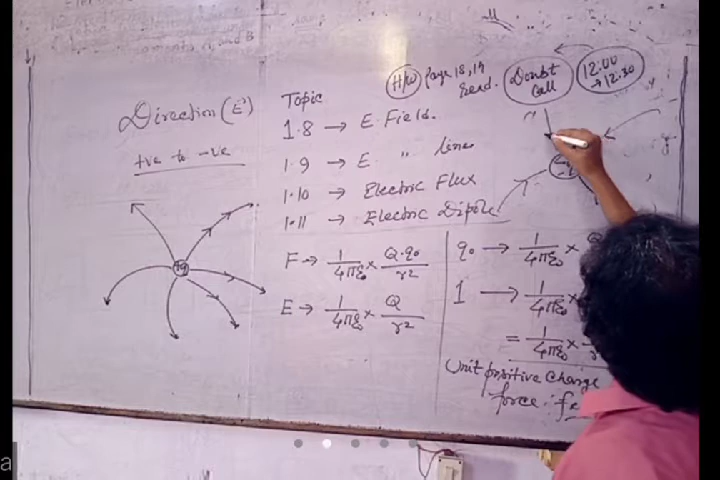 H/W Page 18, 19
Read.
Doubt
Call
12:00
→ 12:30
Direction (E⃗)
+ve to -ve
+q
Topic
1.8 → E. Field.
1.9 → E. " line
1.10 → Electric Flux
1.11 → Electric Dipole
F → 1/4πε₀ × Q·q₀/r²
E → 1/4πε₀ × Q/r²
q₀ → 1/4πε₀ × Q
1 → 1/4πε₀ ×
= 1/4πε₀ ×
Unit positive Charge
force :
-q